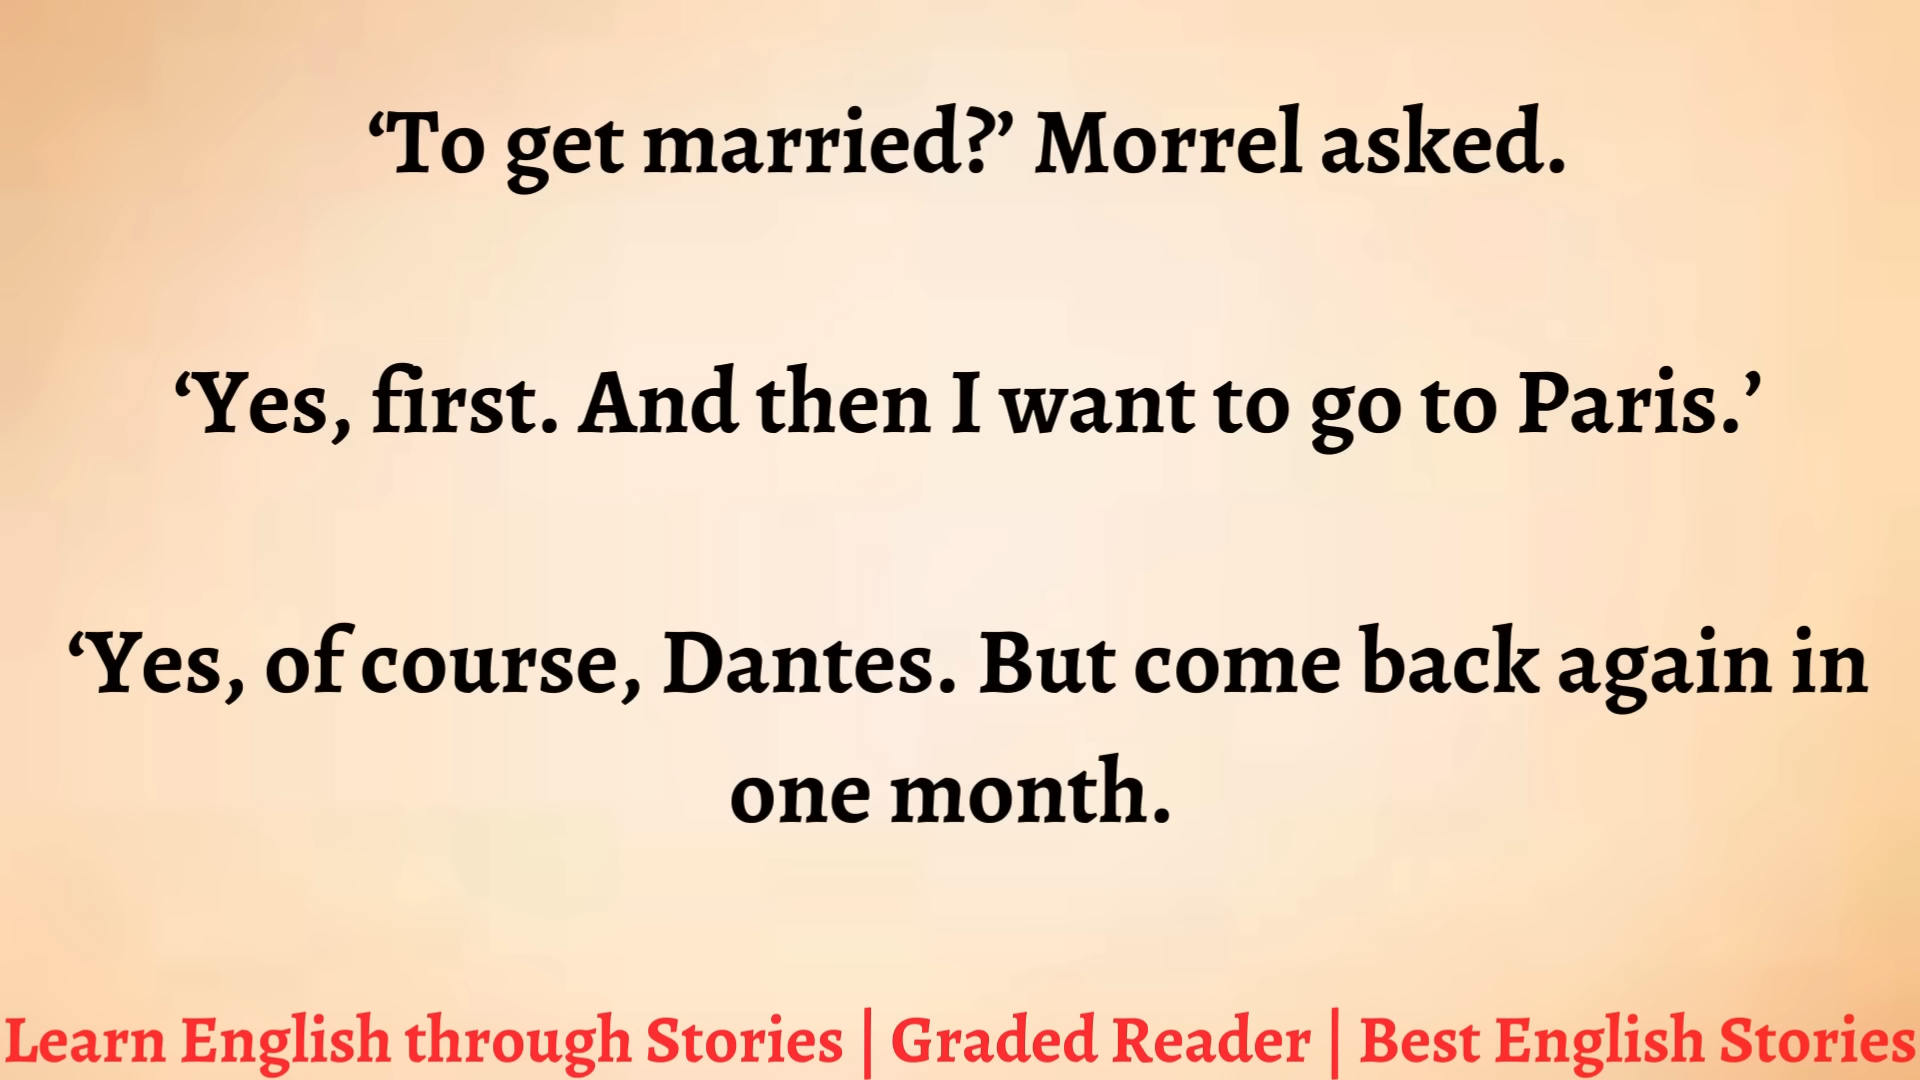 ‘To get married?’ Morrel asked.
‘Yes, first. And then I want to go to Paris.’
‘Yes, of course, Dantes. But come back again in
one month.
Learn English through Stories | Graded Reader | Best English Stories